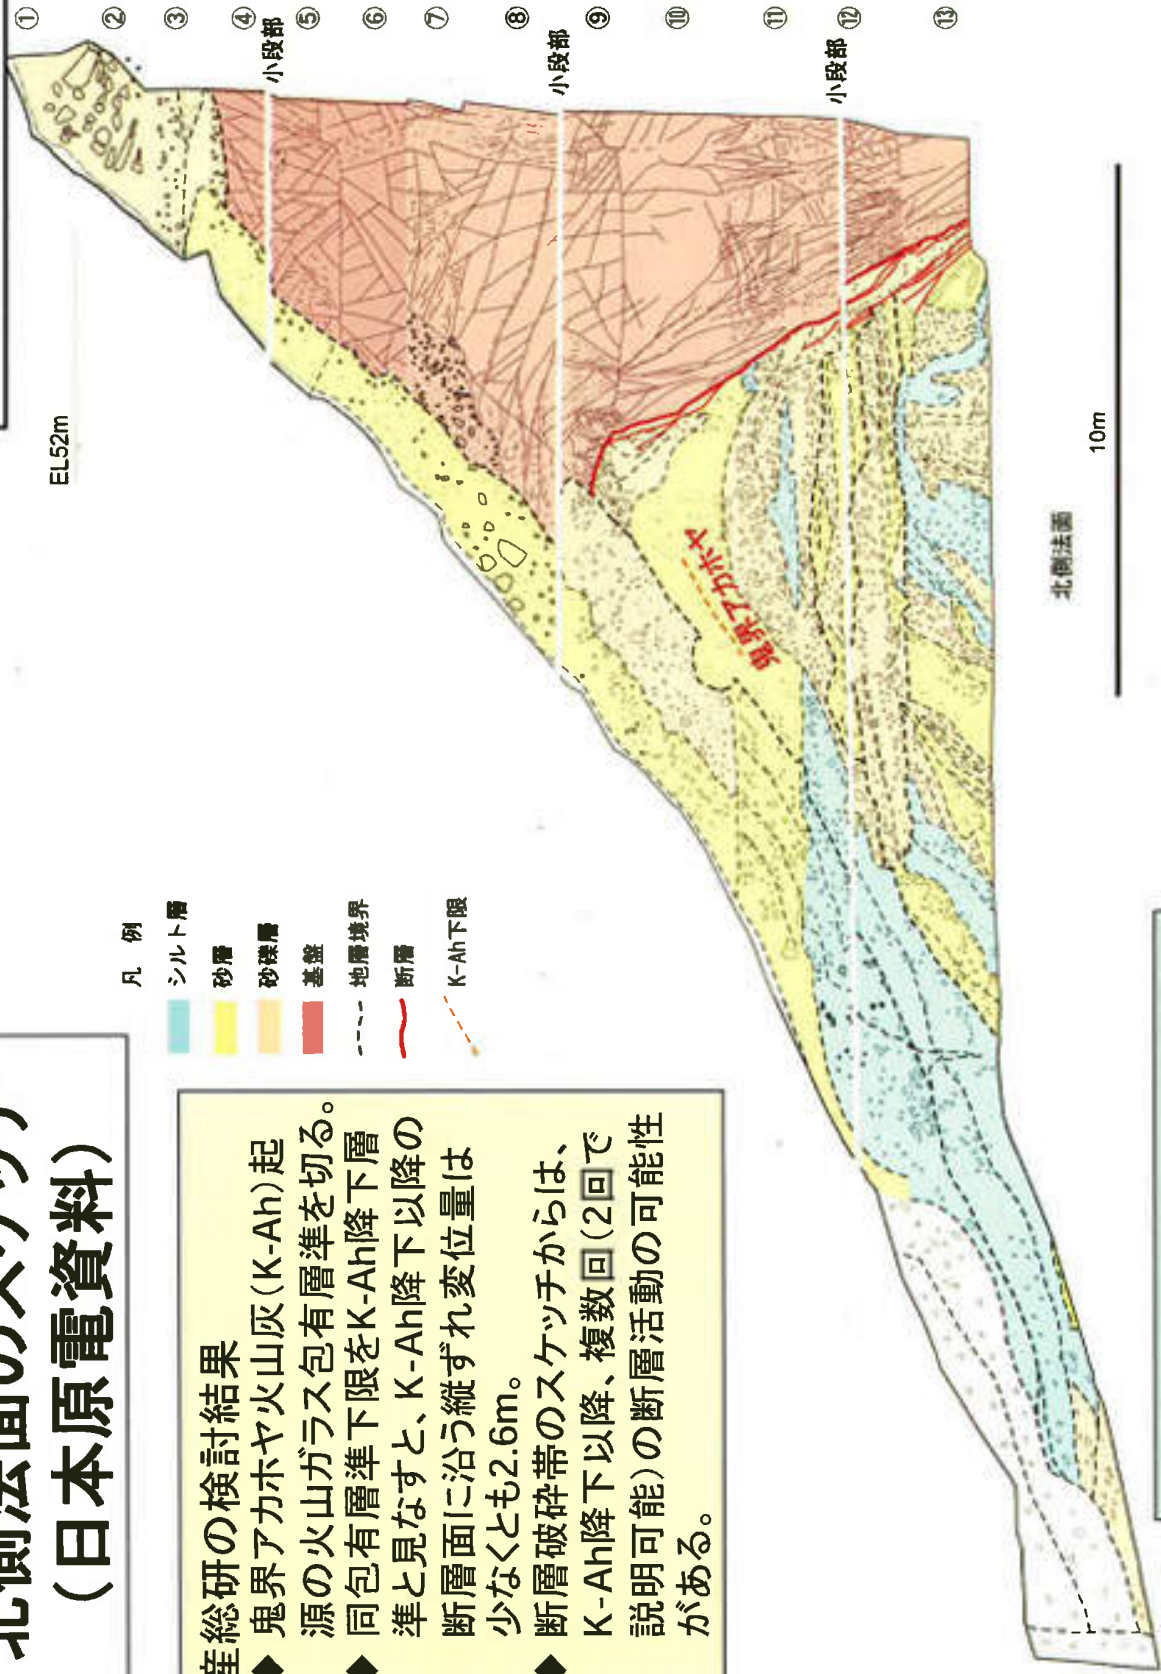 北側法面のスケッチ
(日本原電資料)
産総研の検討結果
◆ 鬼界アカホヤ火山灰(K-Ah)起
源の火山ガラス包有層準を切る。
◆ 同包有層準下限をK-Ah降下層
準と見なすと、K-Ah降下以降の
断層面に沿う縦ずれ変位量は
少なくとも2.6m。
◆ 断層破砕帯のスケッチからは、
K-Ah降下以降、複数回(2回で
説明可能)の断層活動の可能性
がある。
凡 例
シルト層
砂層
砂礫層
基盤
地層境界
断層
K-Ah下限
EL52m
①
②
③
④
小段部
⑤
⑥
⑦
⑧
小段部
⑨
⑩
⑪
⑫
小段部
⑬
鬼界アカホヤ
北側法面
10m